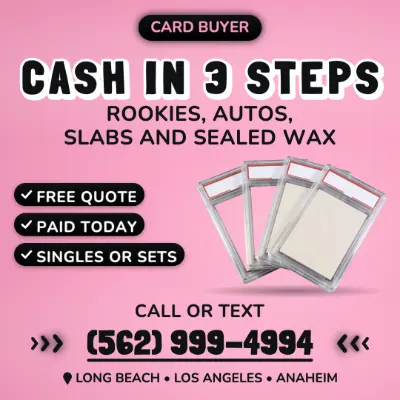 CARD BUYER
CASH IN 3 STEPS
ROOKIES, AUTOS,
SLABS AND SEALED WAX
FREE QUOTE
PAID TODAY
SINGLES OR SETS
CALL OR TEXT
(562) 999-4994
LONG BEACH • LOS ANGELES • ANAHEIM